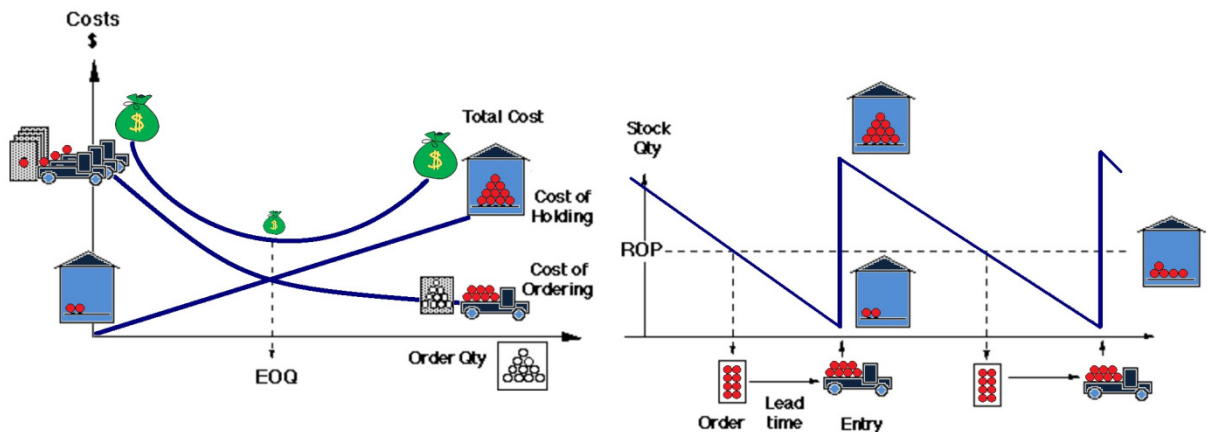 Costs
$
$
$
$
Total Cost
Cost of
Holding
Cost of
Ordering
Order Qty
EOQ
Stock
Qty
ROP
Order
Lead
time
Entry